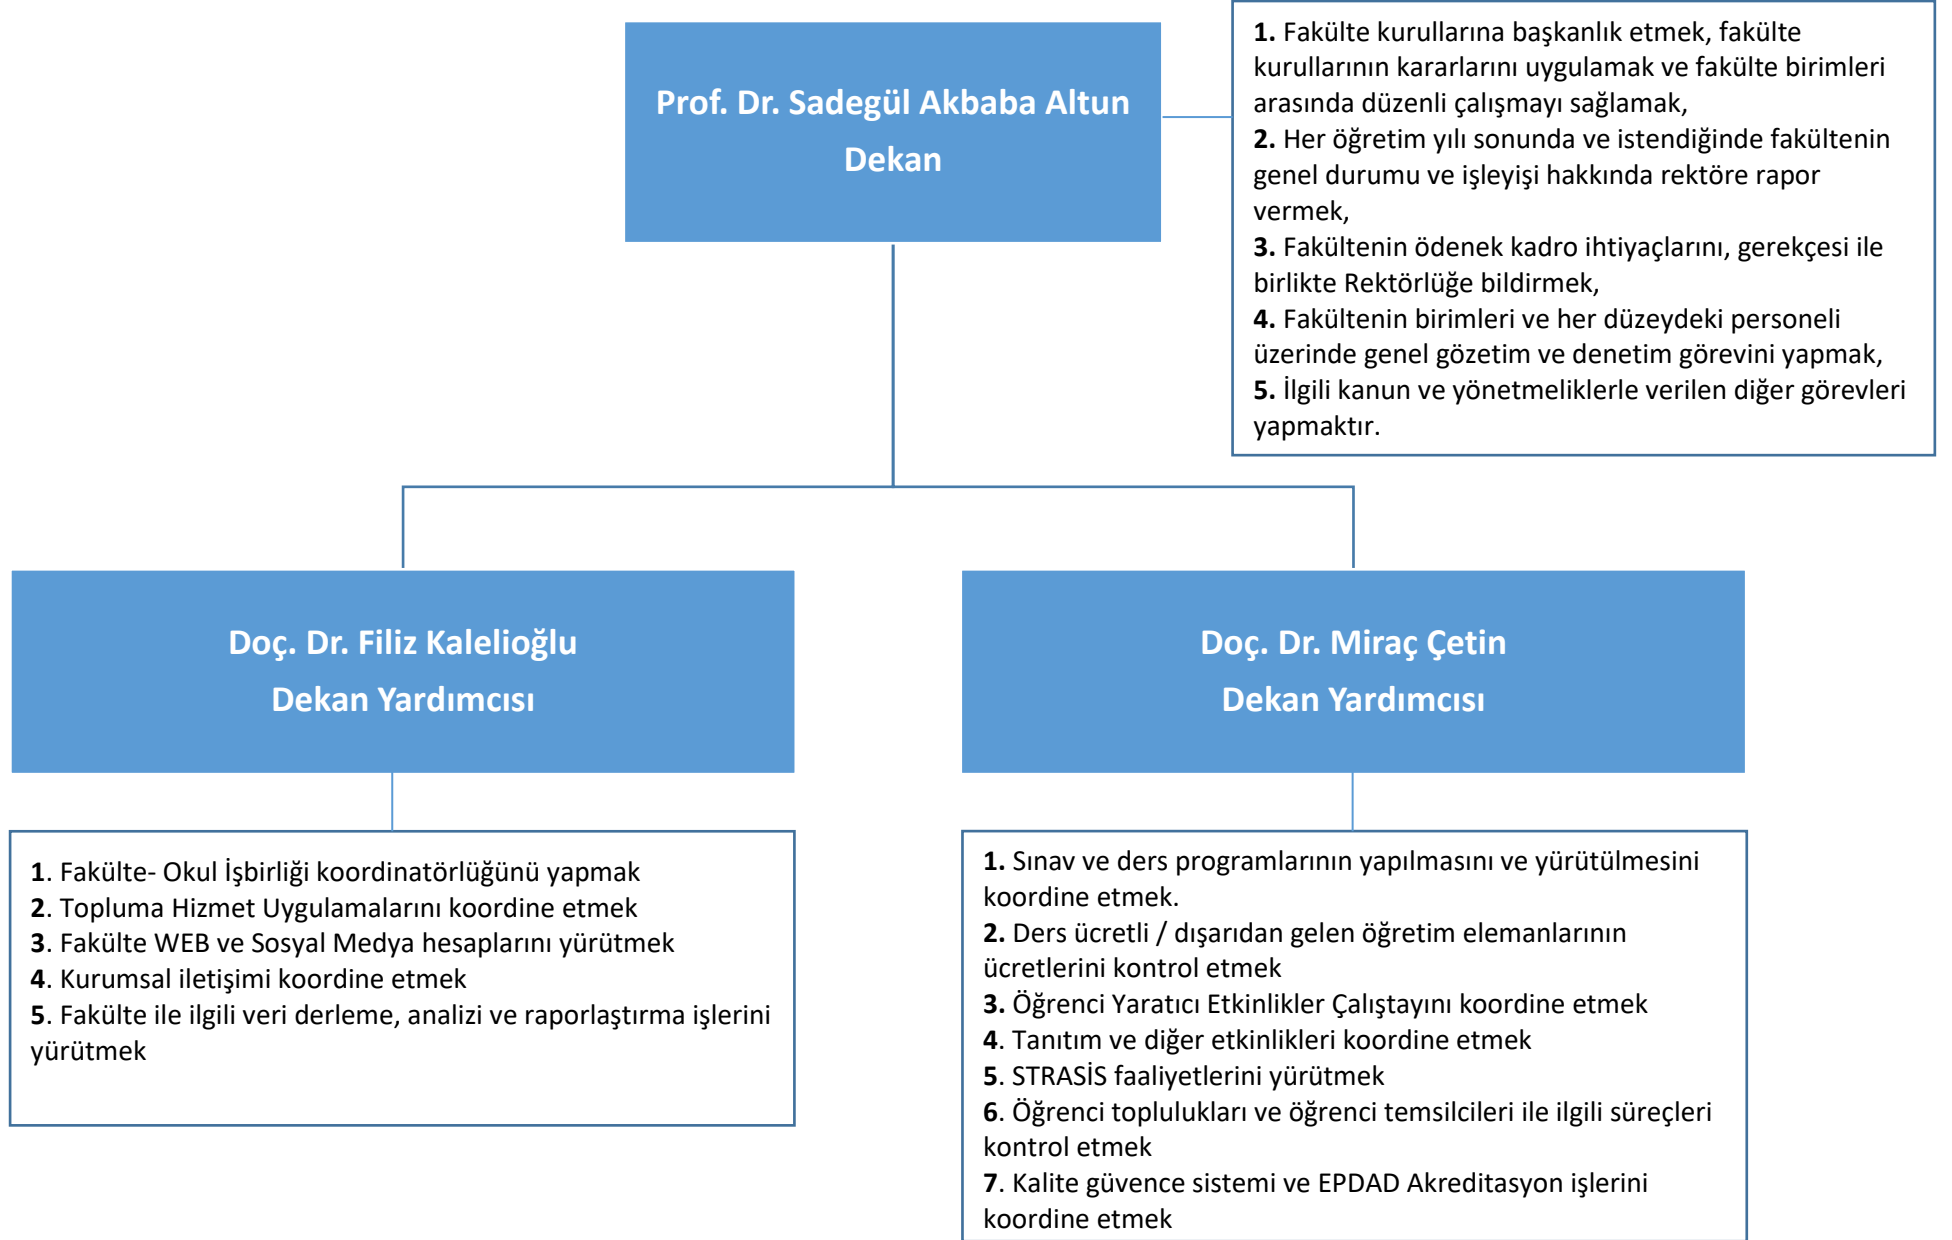 Prof. Dr. Sadegül Akbaba Altun
Dekan
1. Fakülte kurullarına başkanlık etmek, fakülte
kurullarının kararlarını uygulamak ve fakülte birimleri
arasında düzenli çalışmayı sağlamak,
2. Her öğretim yılı sonunda ve istendiğinde fakültenin
genel durumu ve işleyişi hakkında rektöre rapor
vermek,
3. Fakültenin ödenek kadro ihtiyaçlarını, gerekçesi ile
birlikte Rektörlüğe bildirmek,
4. Fakültenin birimleri ve her düzeydeki personeli
üzerinde genel gözetim ve denetim görevini yapmak,
5. İlgili kanun ve yönetmeliklerle verilen diğer görevleri
yapmaktır.
Doç. Dr. Filiz Kalelioğlu
Dekan Yardımcısı
1. Fakülte- Okul İşbirliği koordinatörlüğünü yapmak
2. Topluma Hizmet Uygulamalarını koordine etmek
3. Fakülte WEB ve Sosyal Medya hesaplarını yürütmek
4. Kurumsal iletişimi koordine etmek
5. Fakülte ile ilgili veri derleme, analizi ve raporlaştırma işlerini
yürütmek
Doç. Dr. Miraç Çetin
Dekan Yardımcısı
1. Sınav ve ders programlarının yapılmasını ve yürütülmesini
koordine etmek.
2. Ders ücretli / dışarıdan gelen öğretim elemanlarının
ücretlerini kontrol etmek
3. Öğrenci Yaratıcı Etkinlikler Çalıştayını koordine etmek
4. Tanıtım ve diğer etkinlikleri koordine etmek
5. STRASİS faaliyetlerini yürütmek
6. Öğrenci toplulukları ve öğrenci temsilcileri ile ilgili süreçleri
kontrol etmek
7. Kalite güvence sistemi ve EPDAD Akreditasyon işlerini
koordine etmek